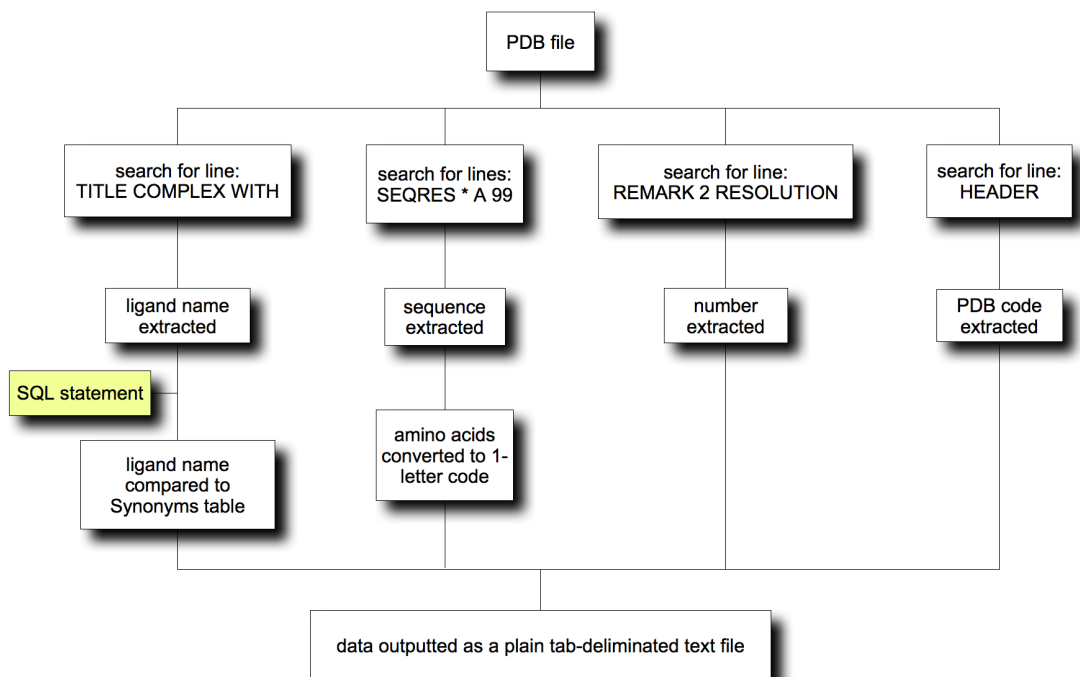 PDB file
search for line:
TITLE COMPLEX WITH
search for lines:
SEQRES * A 99
search for line:
REMARK 2 RESOLUTION
search for line:
HEADER
ligand name
extracted
sequence
extracted
number
extracted
PDB code
extracted
SQL statement
ligand name
compared to
Synonyms table
amino acids
converted to 1-
letter code
data outputted as a plain tab-deliminated text file